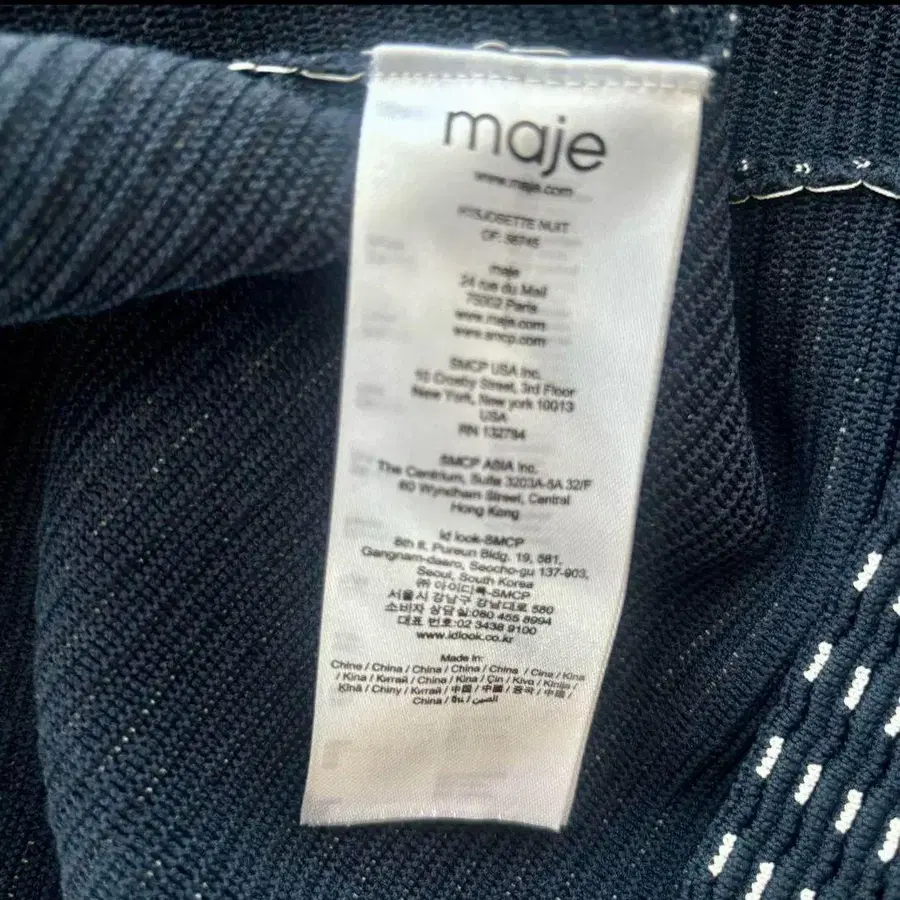 maje
www.maje.com
NUIT
CF: 56745
maje
24 rue du Mail
75002 Paris
www.maje.com
www.smcp.com
SMCP USA Inc.
10 Crosby Street, 3rd Floor
New York, New york 10013
USA
RN 132784
SMCP ASIA Inc.
The Centrium, Suite 3203A-5A 32/F
60 Wyndham Street, Central
Hong Kong
Id look-SMCP
8th fl. Pureun Bldg. 19, 581,
Gangnam-daero, Seocho-gu 137-903,
Seoul, South Korea
㈜ 아이디룩-SMCP
서울시 강남구 강남대로 580
소비자 상담실:080 455 8994
대표 번호:02 3438 9100
www.idlook.co.kr
Made in:
Chine / China / China / China / China / Cina / Kina
/ Kina / Китай / China / Kina / Çin / Kīna / Kinija /
Kīnā / Chiny / Китай / 中国 / 中國 / 중국 / 中国 /
China / จีน / الصين